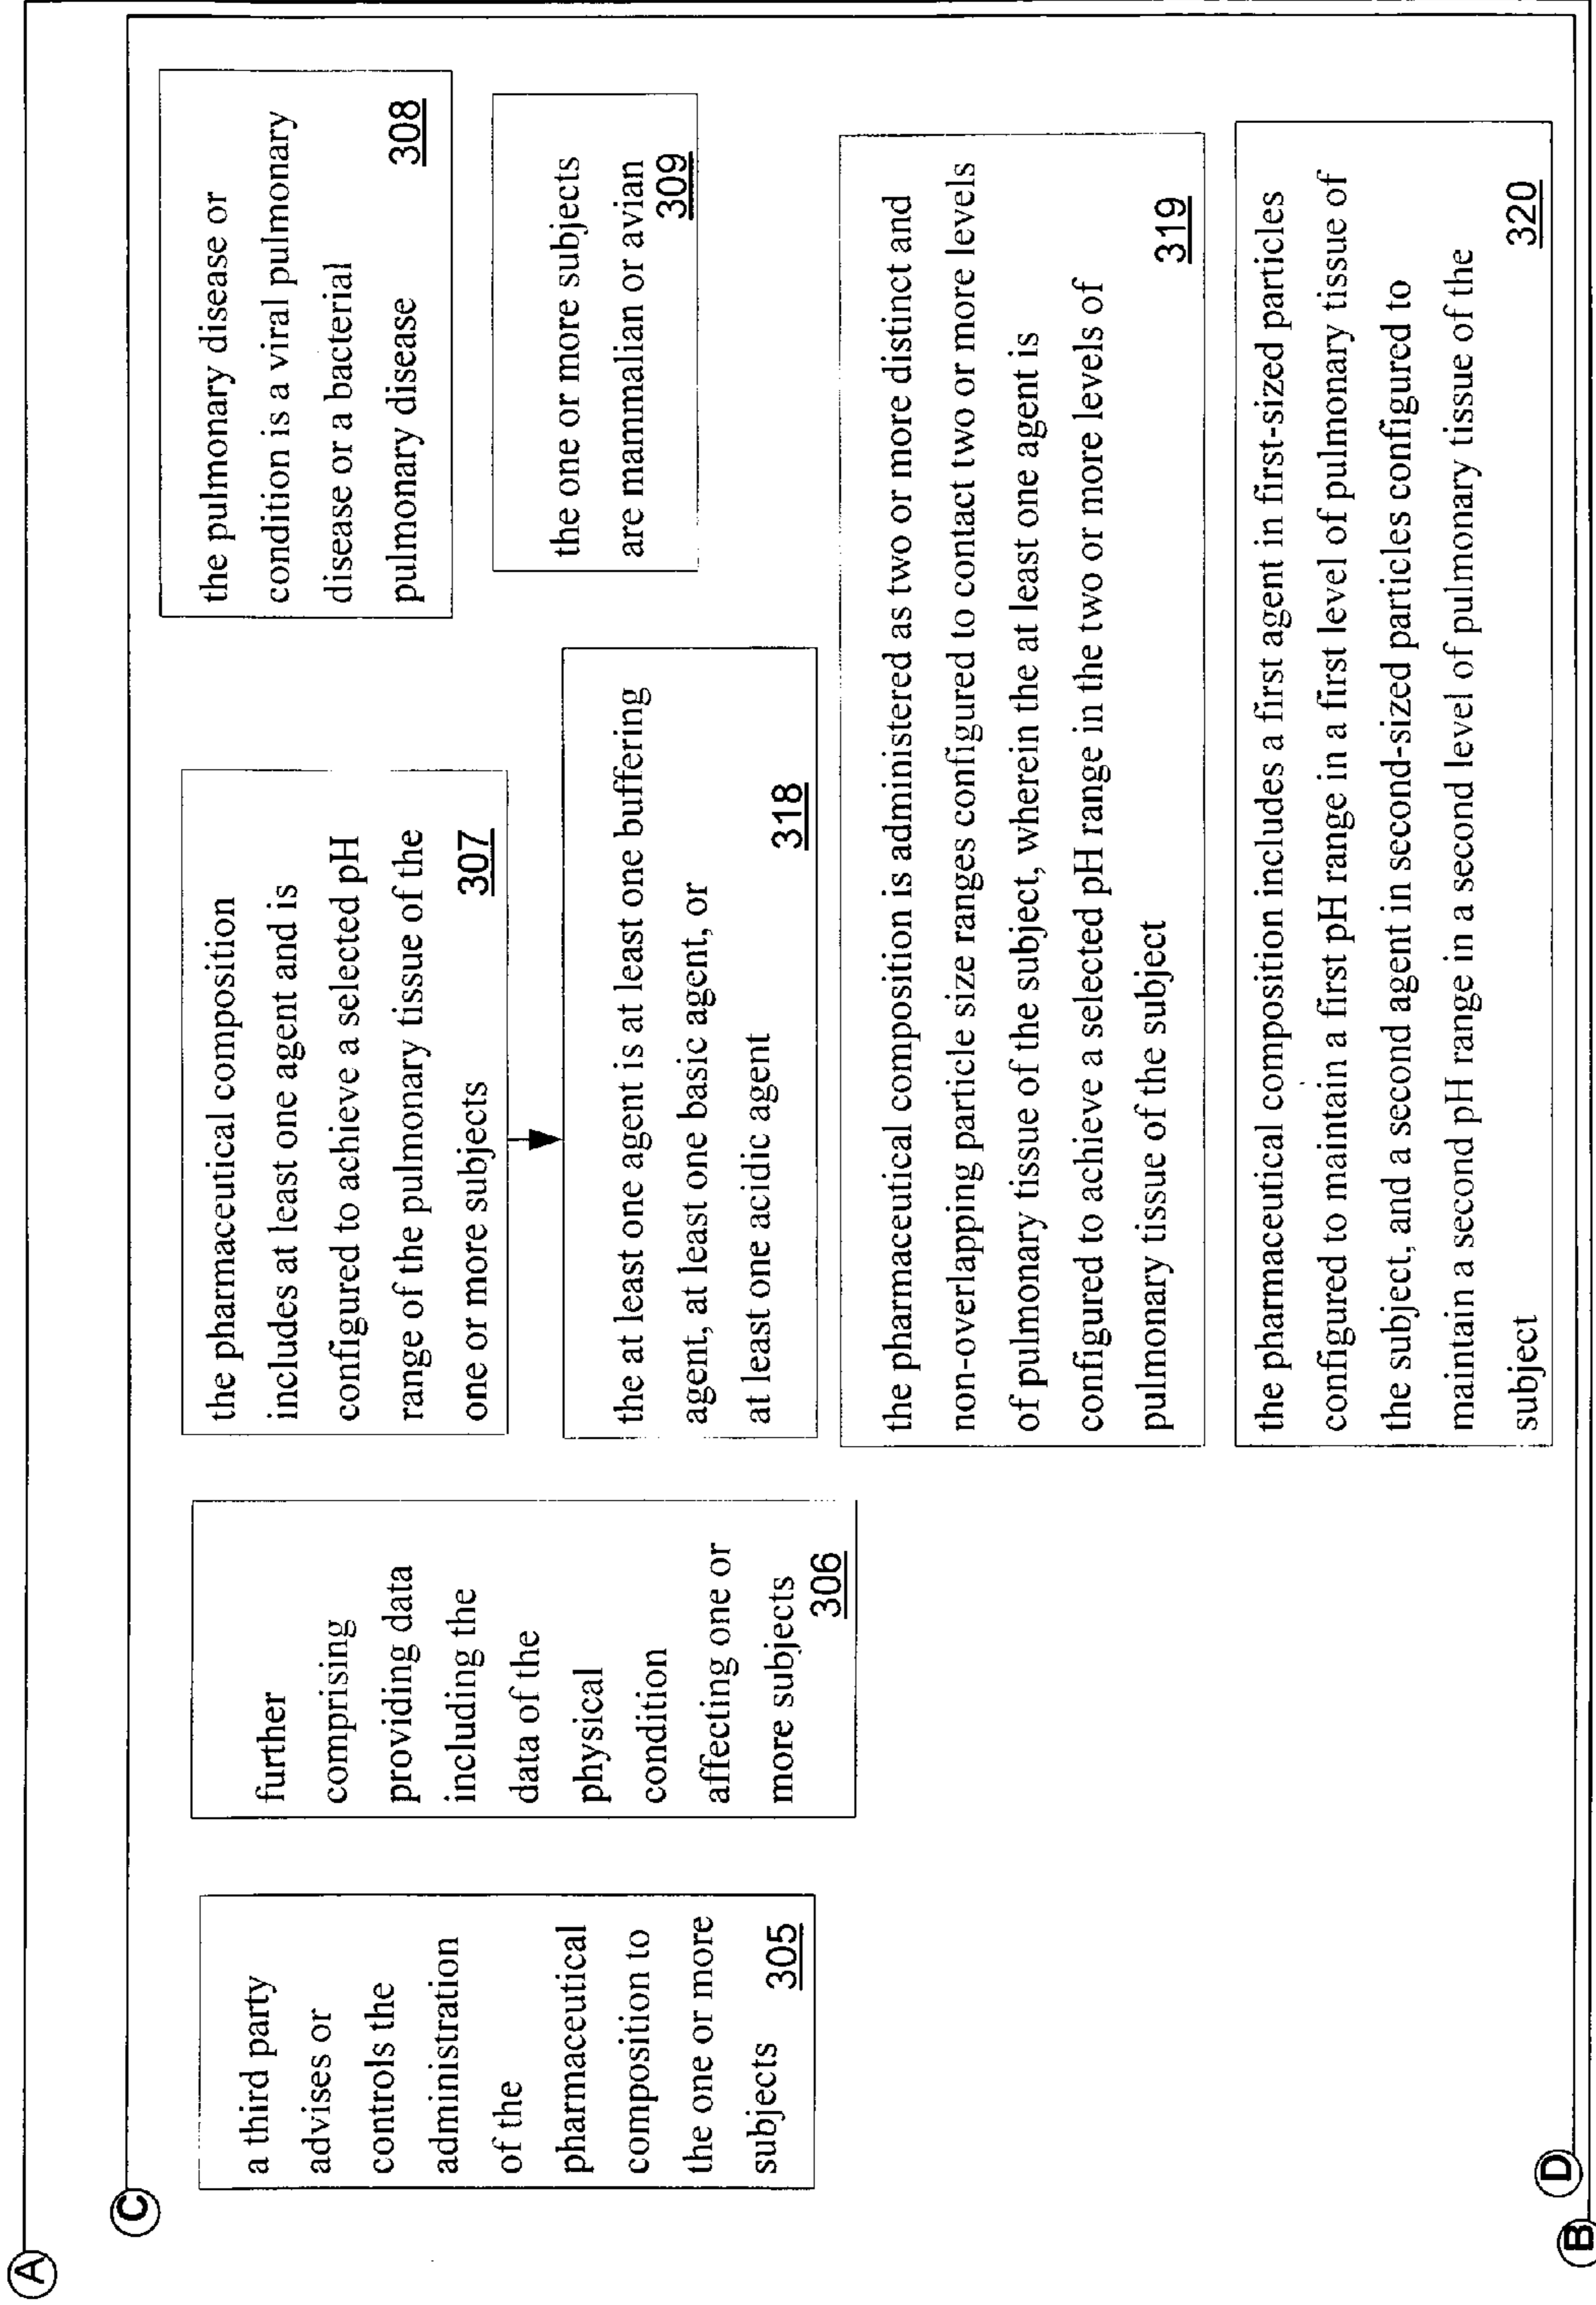 A
C
a third party
advises or
controls the
administration
of the
pharmaceutical
composition to
the one or more
subjects
305
further
comprising
providing data
including the
data of the
physical
condition
affecting one or
more subjects
306
the pharmaceutical composition
includes at least one agent and is
configured to achieve a selected pH
range of the pulmonary tissue of the
one or more subjects
307
the pulmonary disease or
condition is a viral pulmonary
disease or a bacterial
pulmonary disease
308
the one or more subjects
are mammalian or avian
309
the at least one agent is at least one buffering
agent, at least one basic agent, or
at least one acidic agent
318
the pharmaceutical composition is administered as two or more distinct and
non-overlapping particle size ranges configured to contact two or more levels
of pulmonary tissue of the subject, wherein the at least one agent is
configured to achieve a selected pH range in the two or more levels of
pulmonary tissue of the subject
319
the pharmaceutical composition includes a first agent in first-sized particles
configured to maintain a first pH range in a first level of pulmonary tissue of
the subject, and a second agent in second-sized particles configured to
maintain a second pH range in a second level of pulmonary tissue of the
subject
320
D
B